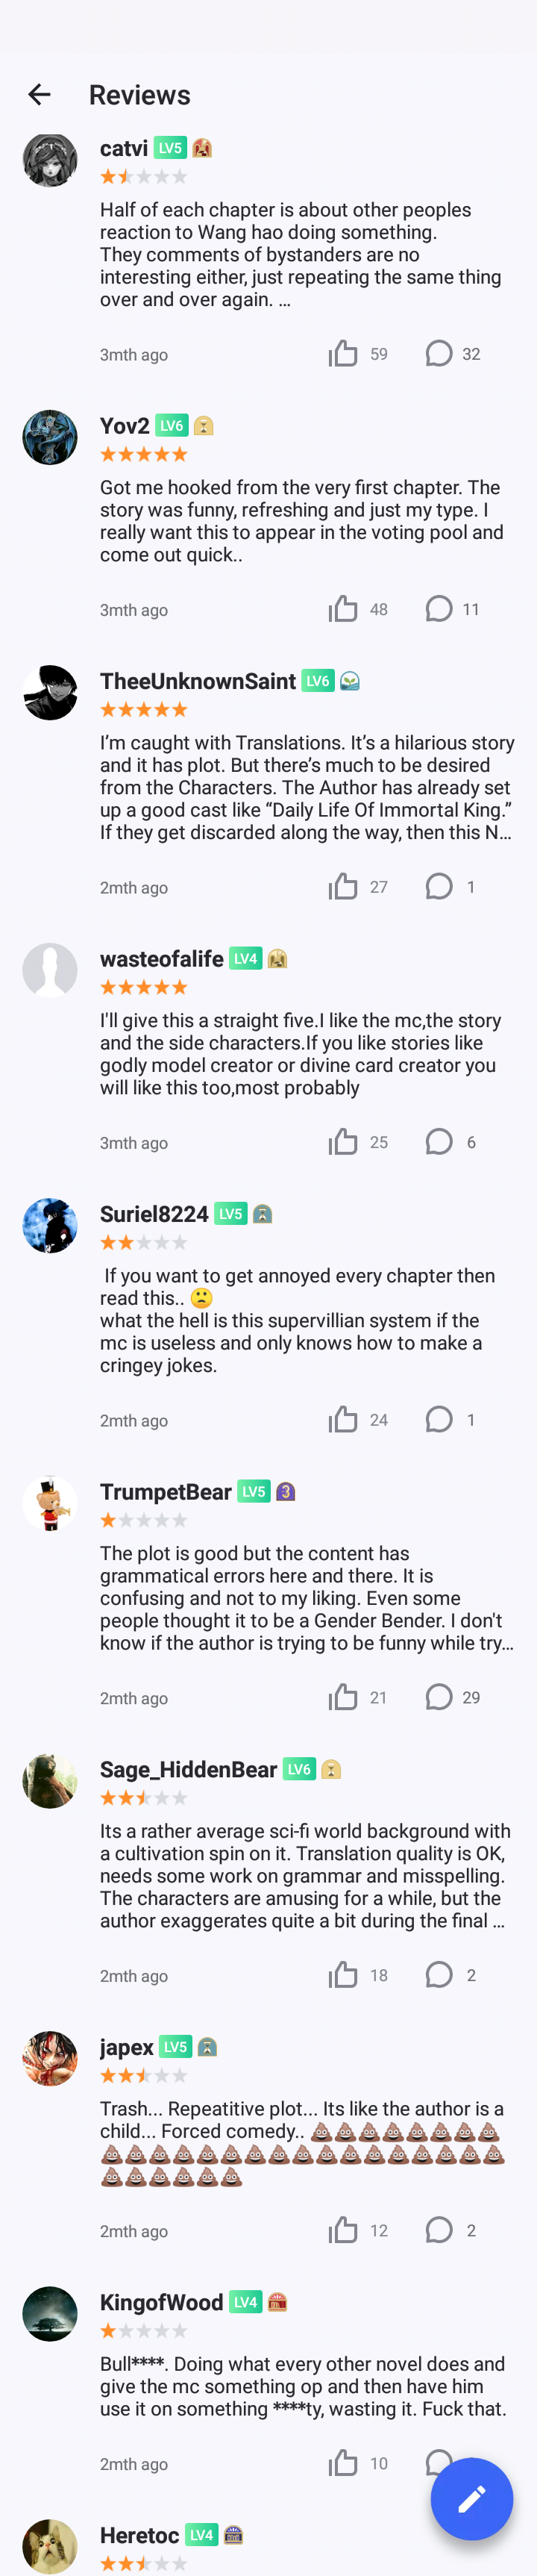 Reviews
catvi LV5
Half of each chapter is about other peoples
reaction to Wang hao doing something.
They comments of bystanders are no
interesting either, just repeating the same thing
over and over again. ...
3mth ago 59 32
Yov2 LV6
Got me hooked from the very first chapter. The
story was funny, refreshing and just my type. I
really want this to appear in the voting pool and
come out quick..
3mth ago 48 11
TheeUnknownSaint LV6
I’m caught with Translations. It’s a hilarious story
and it has plot. But there’s much to be desired
from the Characters. The Author has already set
up a good cast like “Daily Life Of Immortal King.”
If they get discarded along the way, then this N...
2mth ago 27 1
wasteofalife LV4
I'll give this a straight five.I like the mc,the story
and the side characters.If you like stories like
godly model creator or divine card creator you
will like this too,most probably
3mth ago 25 6
Suriel8224 LV5
If you want to get annoyed every chapter then
read this.. 🙁
what the hell is this supervillian system if the
mc is useless and only knows how to make a
cringey jokes.
2mth ago 24 1
TrumpetBear LV5 3
The plot is good but the content has
grammatical errors here and there. It is
confusing and not to my liking. Even some
people thought it to be a Gender Bender. I don't
know if the author is trying to be funny while try...
2mth ago 21 29
Sage_HiddenBear LV6
Its a rather average sci-fi world background with
a cultivation spin on it. Translation quality is OK,
needs some work on grammar and misspelling.
The characters are amusing for a while, but the
author exaggerates quite a bit during the final ...
2mth ago 18 2
japex LV5
Trash... Repeatitive plot... Its like the author is a
child... Forced comedy.. 💩💩💩💩💩💩💩💩
💩💩💩💩💩💩💩💩💩💩💩💩💩💩💩💩💩
💩💩💩💩💩💩
2mth ago 12 2
KingofWood LV4
Bull****. Doing what every other novel does and
give the mc something op and then have him
use it on something ****ty, wasting it. Fuck that.
2mth ago 10
Heretoc LV4